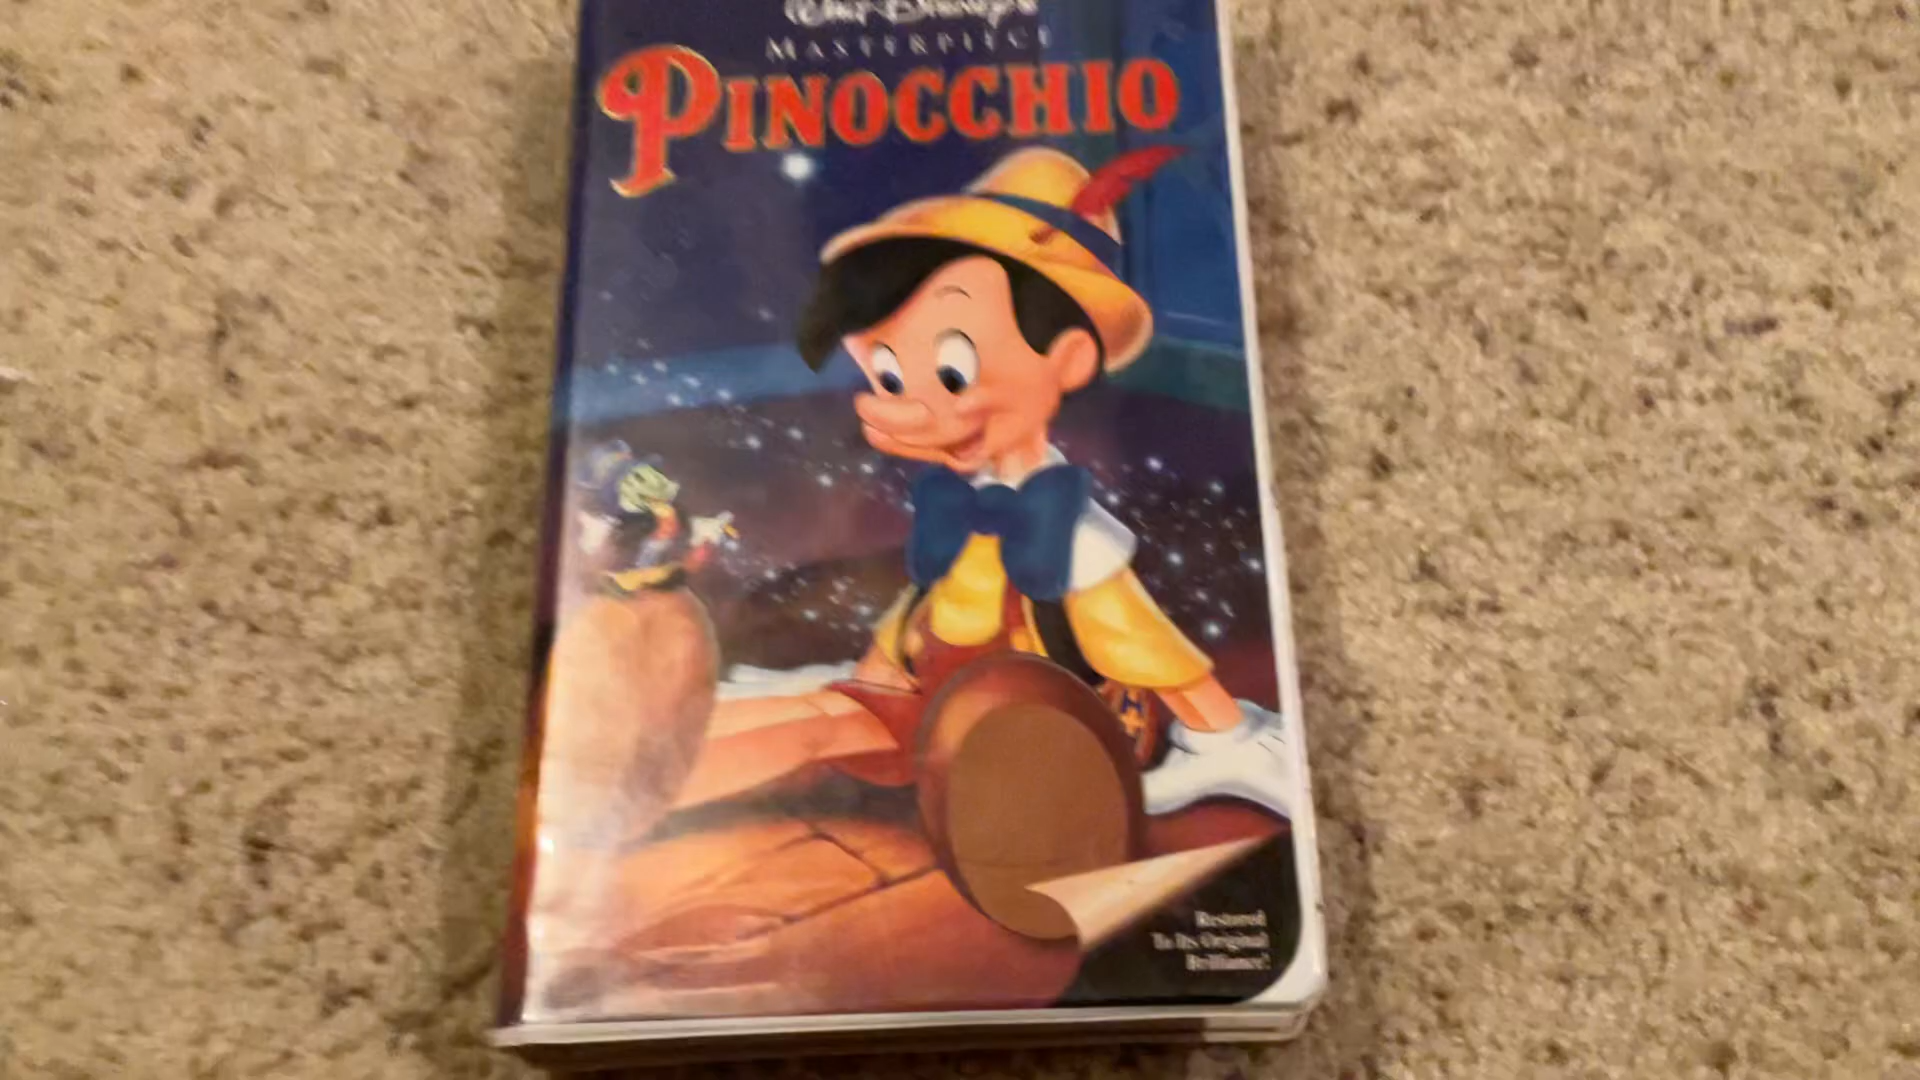 Walt Disney's
MASTERPIECE
PINOCCHIO
H
Restored
To Its Original
Brilliance!